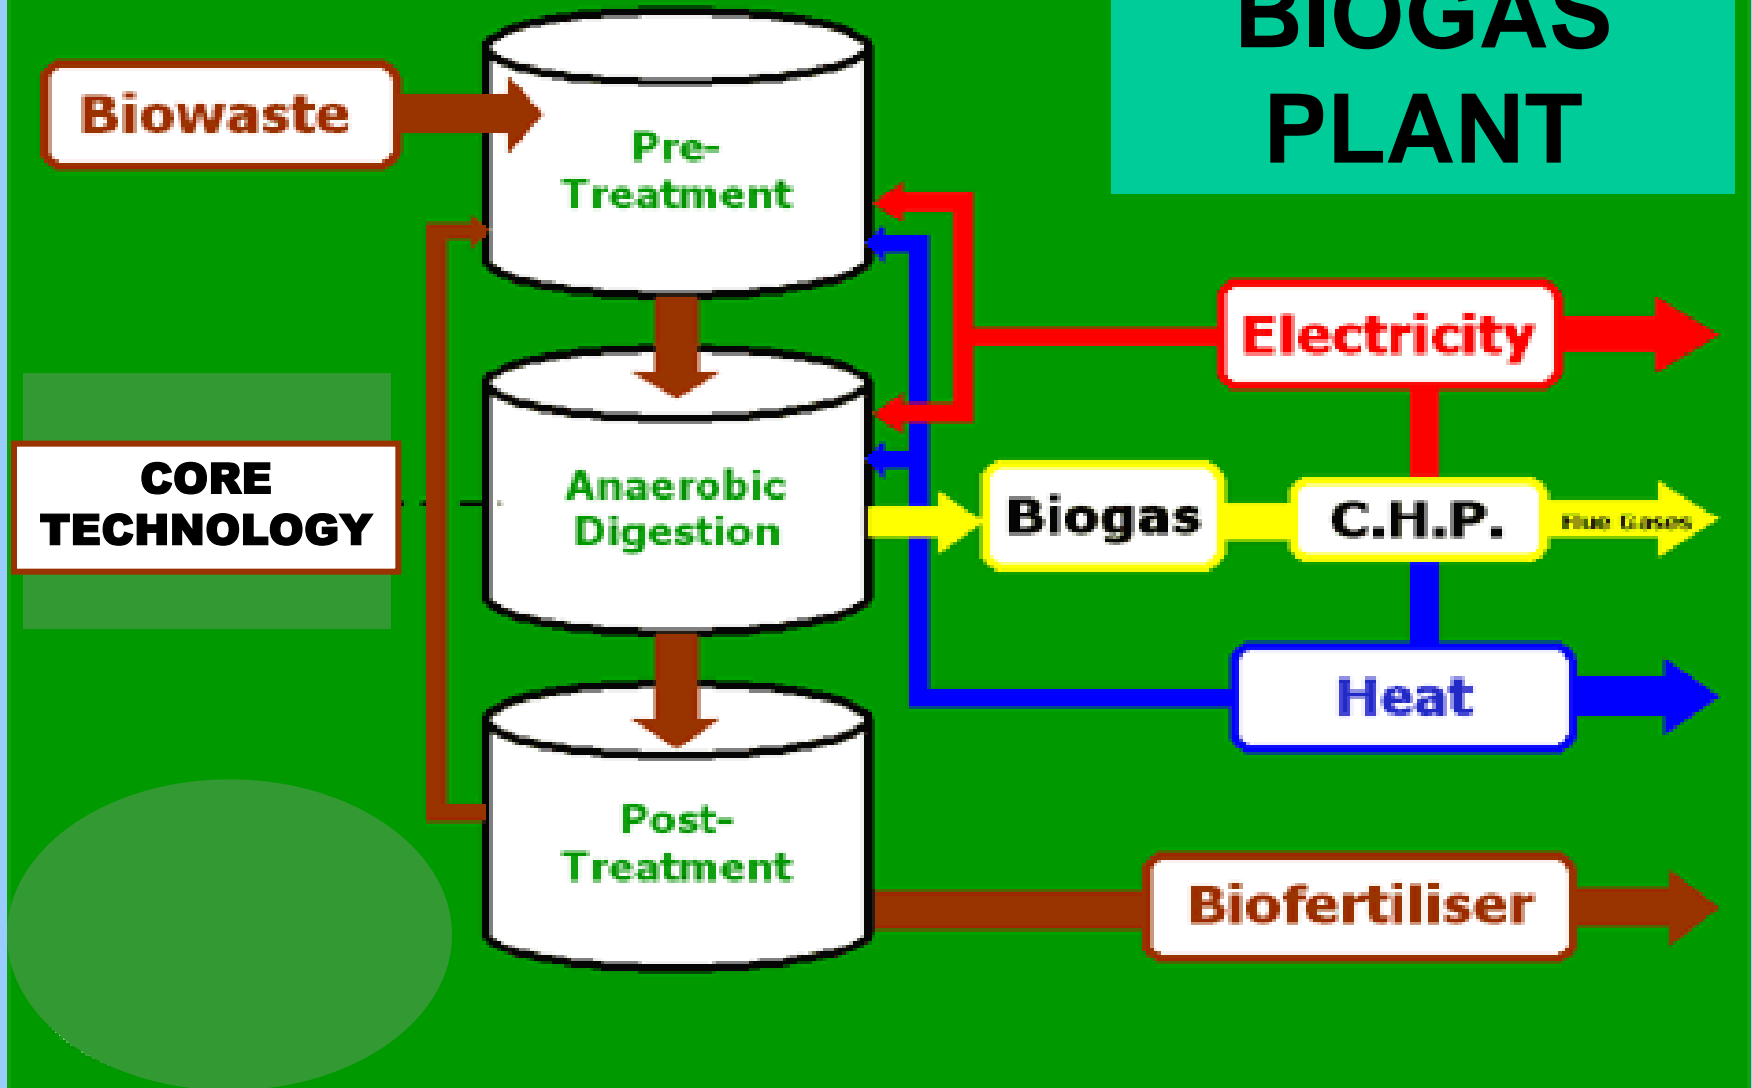 BIOGAS
PLANT
Biowaste
Pre-
Treatment
Electricity
CORE
TECHNOLOGY
Anaerobic
Digestion
Biogas
C.H.P.
Flue Gases
Heat
Post-
Treatment
Biofertiliser